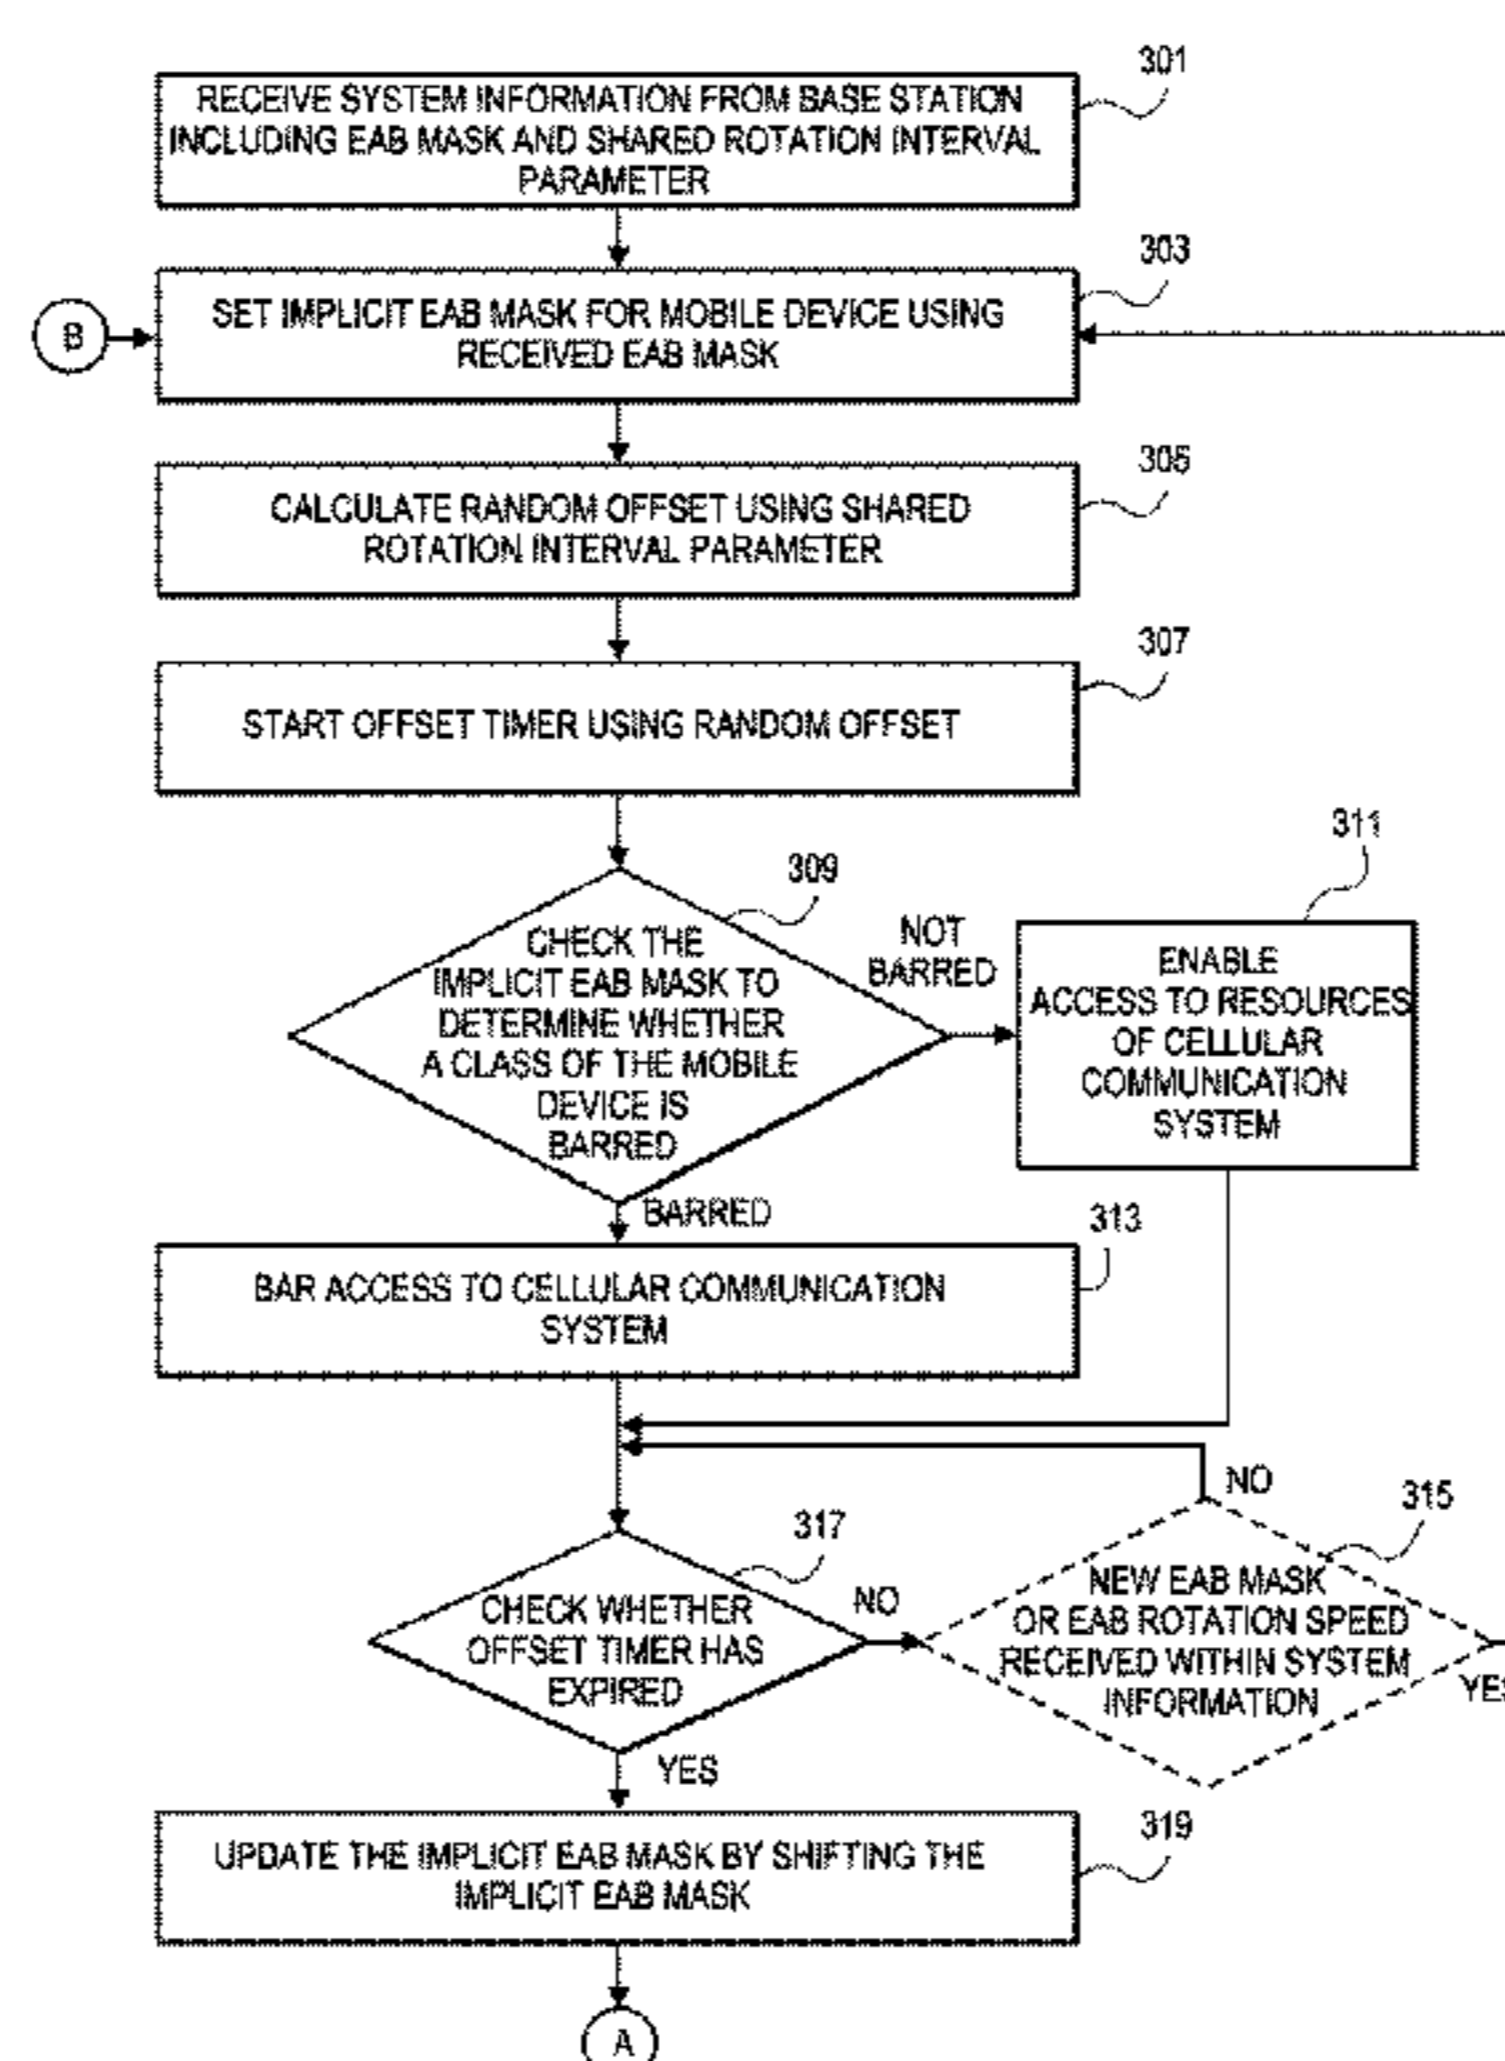 301
RECEIVE SYSTEM INFORMATION FROM BASE STATION
INCLUDING EAB MASK AND SHARED ROTATION INTERVAL
PARAMETER
303
B
SET IMPLICIT EAB MASK FOR MOBILE DEVICE USING
RECEIVED EAB MASK
305
CALCULATE RANDOM OFFSET USING SHARED
ROTATION INTERVAL PARAMETER
307
START OFFSET TIMER USING RANDOM OFFSET
309
CHECK THE
IMPLICIT EAB MASK TO
DETERMINE WHETHER
A CLASS OF THE MOBILE
DEVICE IS
BARRED
NOT
BARRED
311
ENABLE
ACCESS TO RESOURCES
OF CELLULAR
COMMUNICATION
SYSTEM
BARRED
313
BAR ACCESS TO CELLULAR COMMUNICATION
SYSTEM
317
CHECK WHETHER
OFFSET TIMER HAS
EXPIRED
NO
NO
315
NEW EAB MASK
OR EAB ROTATION SPEED
RECEIVED WITHIN SYSTEM
INFORMATION
YES
YES
319
UPDATE THE IMPLICIT EAB MASK BY SHIFTING THE
IMPLICIT EAB MASK
A